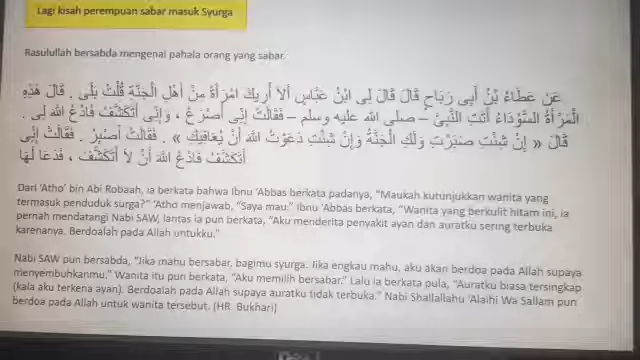 Lagi kisah perempuan sabar masuk Syurga
Rasulullah bersabda mengenai pahala orang yang sabar:
عَنْ عَطَاءُ بْنُ أَبِى رَبَاحٍ قَالَ قَالَ لِى ابْنُ عَبَّاسٍ أَلاَ أُرِيكَ امْرَأَةً مِنْ أَهْلِ الْجَنَّةِ قُلْتُ بَلَى . قَالَ هَذِهِ
الْمَرْأَةُ السَّوْدَاءُ أَتَتِ النَّبِىَّ – صلى الله عليه وسلم – فَقَالَتْ إِنِّى أُصْرَعُ ، وَإِنِّى أَتَكَشَّفُ فَادْعُ اللَّهَ لِى .
قَالَ « إِنْ شِئْتِ صَبَرْتِ وَلَكِ الْجَنَّةُ وَإِنْ شِئْتِ دَعَوْتُ اللَّهَ أَنْ يُعَافِيَكِ » . فَقَالَتْ أَصْبِرُ . فَقَالَتْ إِنِّى
أَتَكَشَّفُ فَادْعُ اللَّهَ أَنْ لاَ أَتَكَشَّفَ ، فَدَعَا لَهَا
Dari 'Atho' bin Abi Robaah, ia berkata bahwa Ibnu 'Abbas berkata padanya, "Maukah kutunjukkan wanita yang
termasuk penduduk surga?" 'Atho menjawab, "Saya mau." Ibnu 'Abbas berkata, "Wanita yang berkulit hitam ini, ia
pernah mendatangi Nabi SAW, lantas ia pun berkata, "Aku menderita penyakit ayan dan auratku sering terbuka
karenanya. Berdoalah pada Allah untukku."
Nabi SAW pun bersabda, "Jika mahu bersabar, bagimu syurga. Jika engkau mahu, aku akan berdoa pada Allah supaya
menyembuhkanmu." Wanita itu pun berkata, "Aku memilih bersabar." Lalu ia berkata pula, "Auratku biasa tersingkap
(kala aku terkena ayan). Berdoalah pada Allah supaya auratku tidak terbuka." Nabi Shallallahu 'Alaihi Wa Sallam pun
berdoa pada Allah untuk wanita tersebut. (HR. Bukhari)